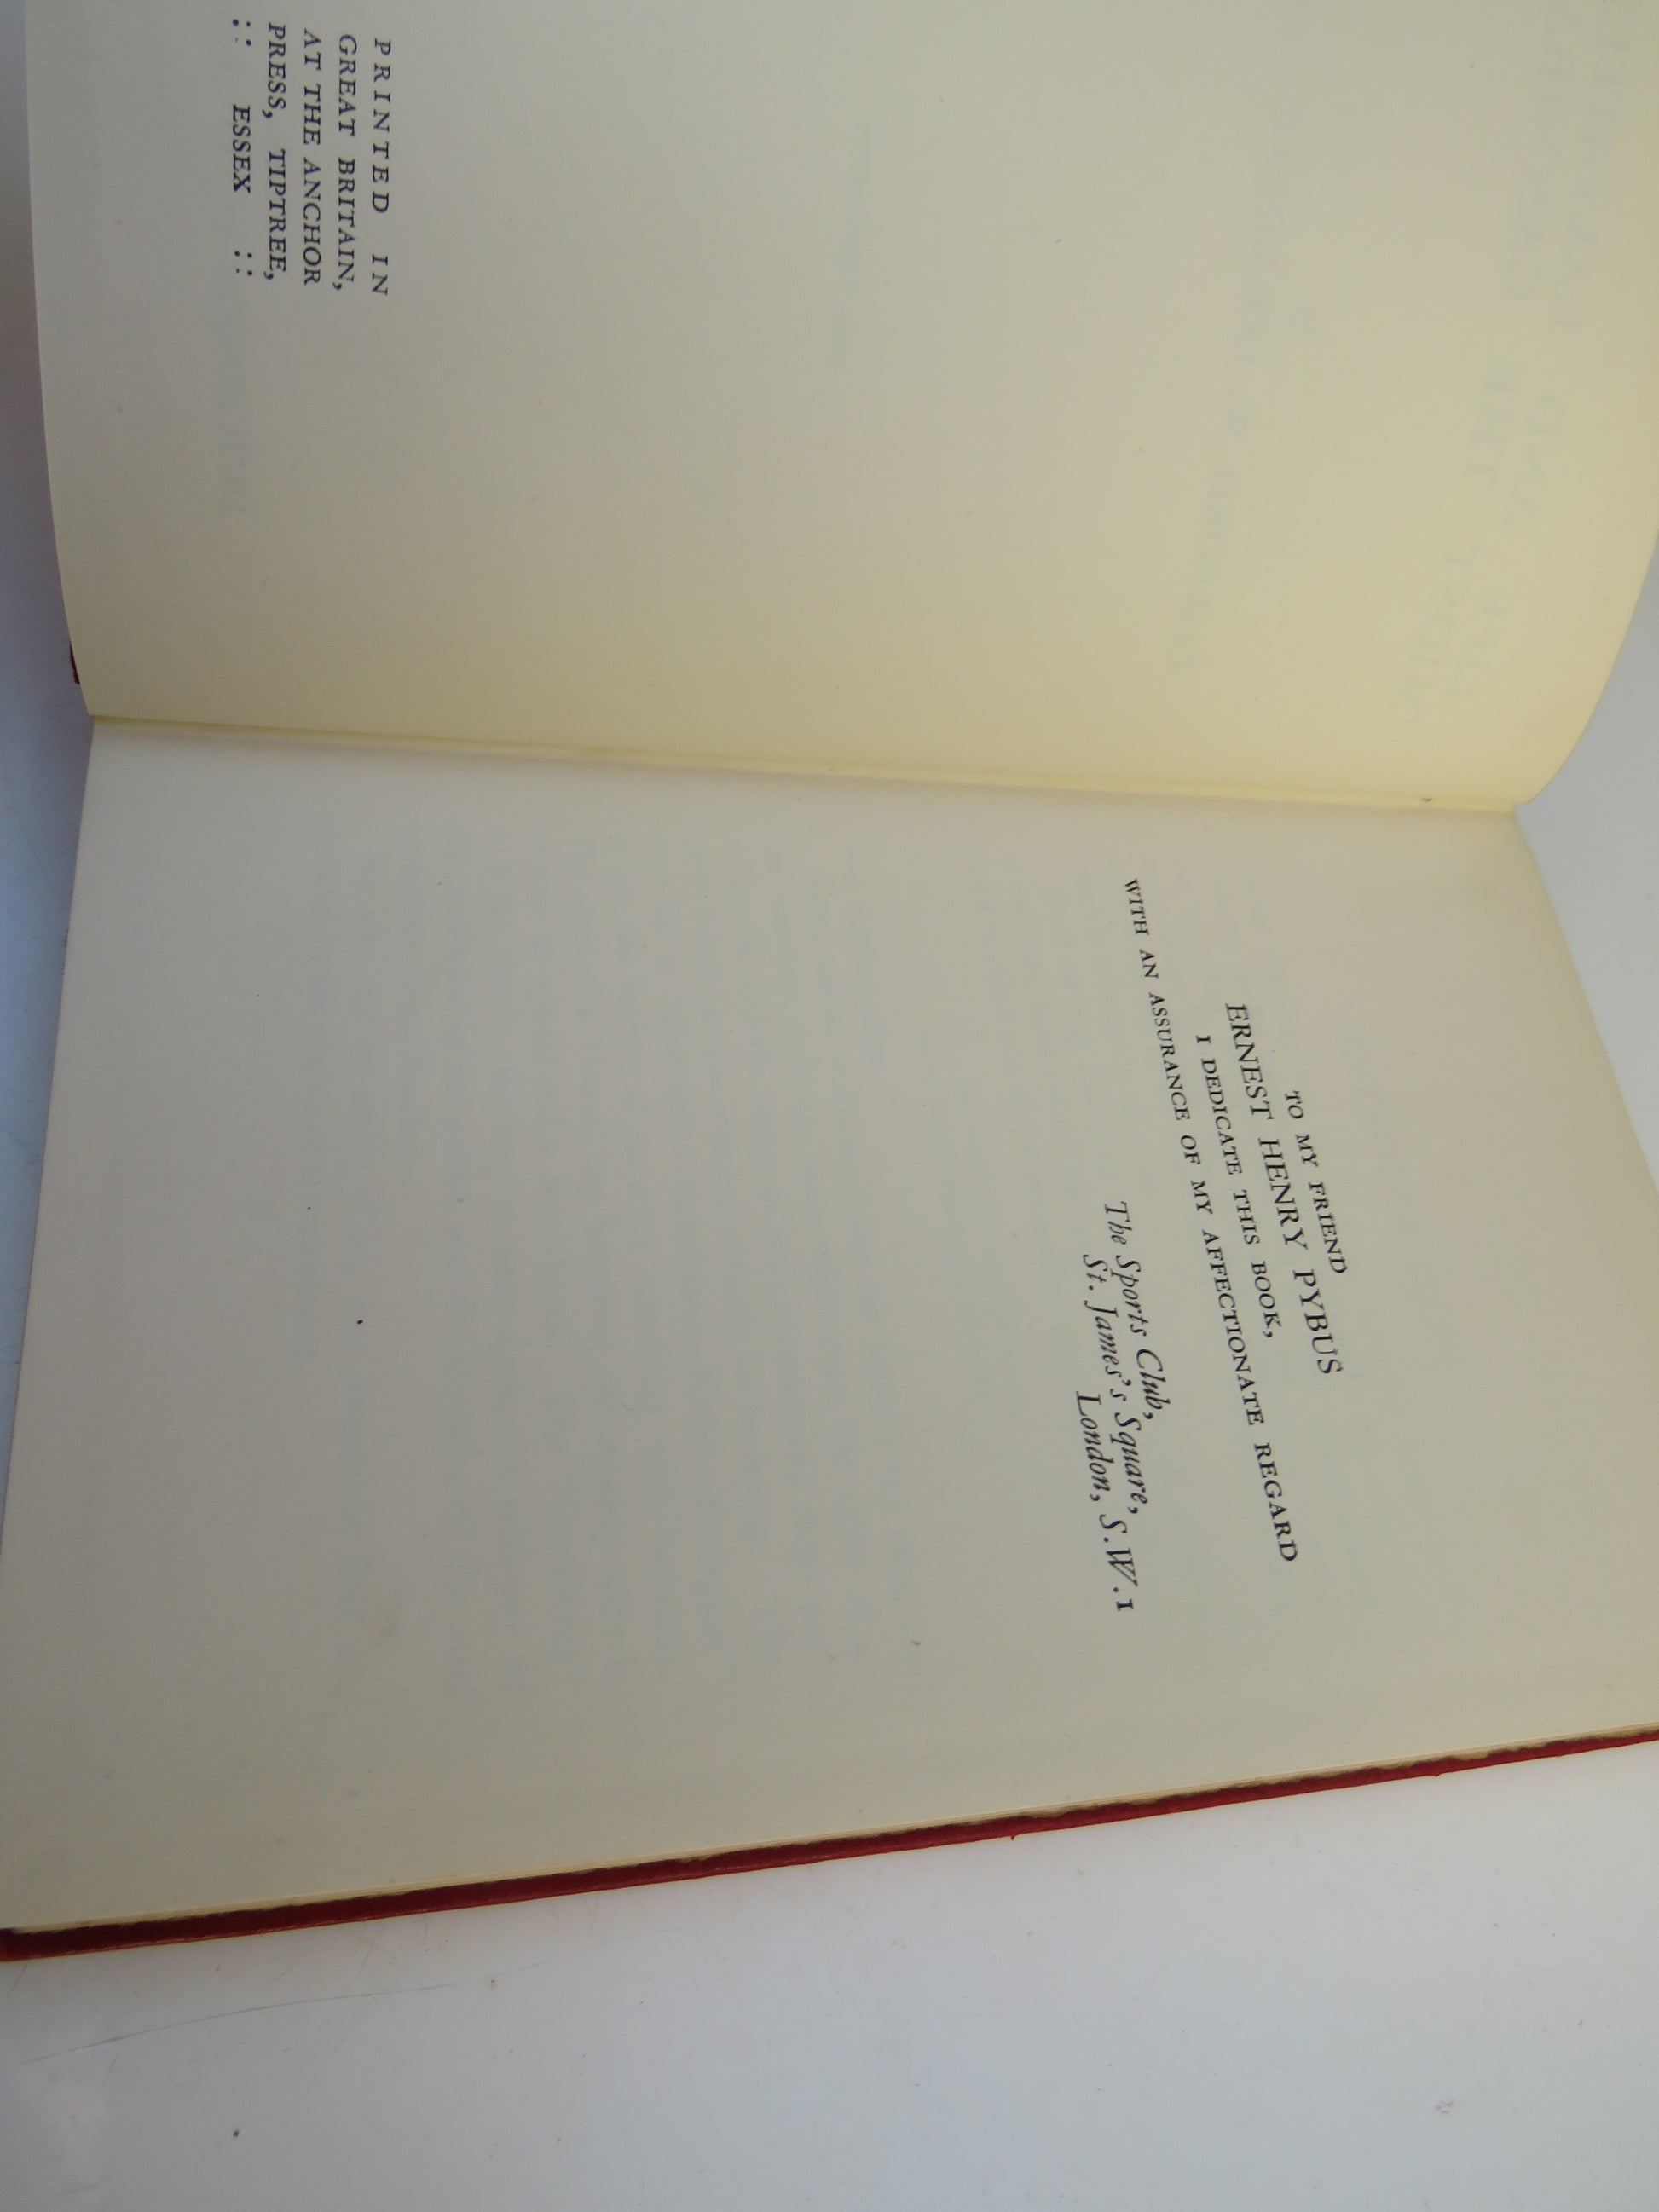 PRINTED IN
GREAT BRITAIN,
AT THE ANCHOR
PRESS, TIPTREE,
:: ESSEX ::
TO MY FRIEND
ERNEST HENRY PYBUS
I DEDICATE THIS BOOK,
WITH AN ASSURANCE OF MY AFFECTIONATE REGARD
The Sports Club,
St. James's Square,
London, S.W.1